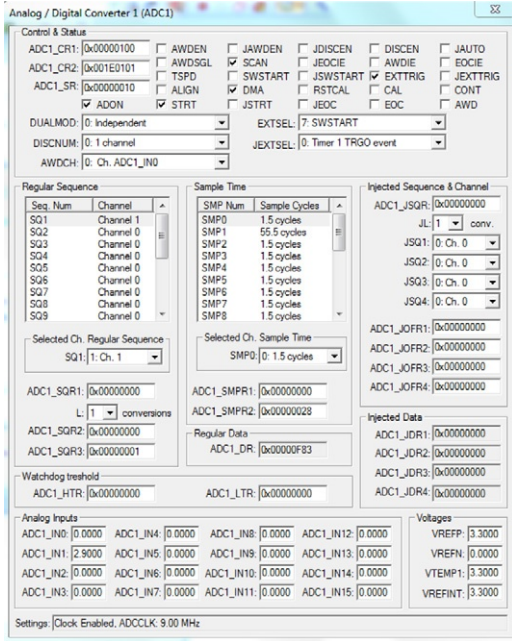 Analog / Digital Converter 1 (ADC1)
Control & Status
ADC1_CR1: 0x00000100 AWDEN JAWDEN JDISCEN DISCEN JAUTO
ADC1_CR2: 0x001E0101 AWDSGL SCAN JEOCIE AWDIE EOCIE
TSPD SWSTART JSWSTART EXTTRIG JEXTTRIG
ADC1_SR: 0x00000010 ALIGN DMA RSTCAL CAL CONT
ADON STRT JSTRT JEOC EOC AWD
DUALMOD: 0: Independent EXTSEL: 7: SWSTART
DISCNUM: 0: 1 channel JEXTSEL: 0: Timer 1 TRGO event
AWDCH: 0: Ch. ADC1_IN0
Regular Sequence
Seq. Num Channel
SQ1 Channel 1
SQ2 Channel 0
SQ3 Channel 0
SQ4 Channel 0
SQ5 Channel 0
SQ6 Channel 0
SQ7 Channel 0
SQ8 Channel 0
SQ9 Channel 0
Selected Ch. Regular Sequence
SQ1: 1: Ch. 1
ADC1_SQR1: 0x00000000
L: 1 conversions
ADC1_SQR2: 0x00000000
ADC1_SQR3: 0x00000001
Sample Time
SMP Num Sample Cycles
SMP0 1.5 cycles
SMP1 55.5 cycles
SMP2 1.5 cycles
SMP3 1.5 cycles
SMP4 1.5 cycles
SMP5 1.5 cycles
SMP6 1.5 cycles
SMP7 1.5 cycles
SMP8 1.5 cycles
Selected Ch. Sample Time
SMP0: 0: 1.5 cycles
ADC1_SMPR1: 0x00000000
ADC1_SMPR2: 0x00000028
Regular Data
ADC1_DR: 0x00000F83
Injected Sequence & Channel
ADC1_JSQR: 0x00000000
JL: 1 conv.
JSQ1: 0: Ch. 0
JSQ2: 0: Ch. 0
JSQ3: 0: Ch. 0
JSQ4: 0: Ch. 0
ADC1_JOFR1: 0x00000000
ADC1_JOFR2: 0x00000000
ADC1_JOFR3: 0x00000000
ADC1_JOFR4: 0x00000000
Injected Data
ADC1_JDR1: 0x00000000
ADC1_JDR2: 0x00000000
ADC1_JDR3: 0x00000000
ADC1_JDR4: 0x00000000
Watchdog treshold
ADC1_HTR: 0x00000000 ADC1_LTR: 0x00000000
Analog Inputs
ADC1_IN0: 0.0000 ADC1_IN4: 0.0000 ADC1_IN8: 0.0000 ADC1_IN12: 0.0000
ADC1_IN1: 2.9000 ADC1_IN5: 0.0000 ADC1_IN9: 0.0000 ADC1_IN13: 0.0000
ADC1_IN2: 0.0000 ADC1_IN6: 0.0000 ADC1_IN10: 0.0000 ADC1_IN14: 0.0000
ADC1_IN3: 0.0000 ADC1_IN7: 0.0000 ADC1_IN11: 0.0000 ADC1_IN15: 0.0000
Voltages
VREFP: 3.3000
VREFN: 0.0000
VTEMP1: 3.3000
VREFINT: 3.3000
Settings: Clock Enabled, ADCCLK: 9.00 MHz